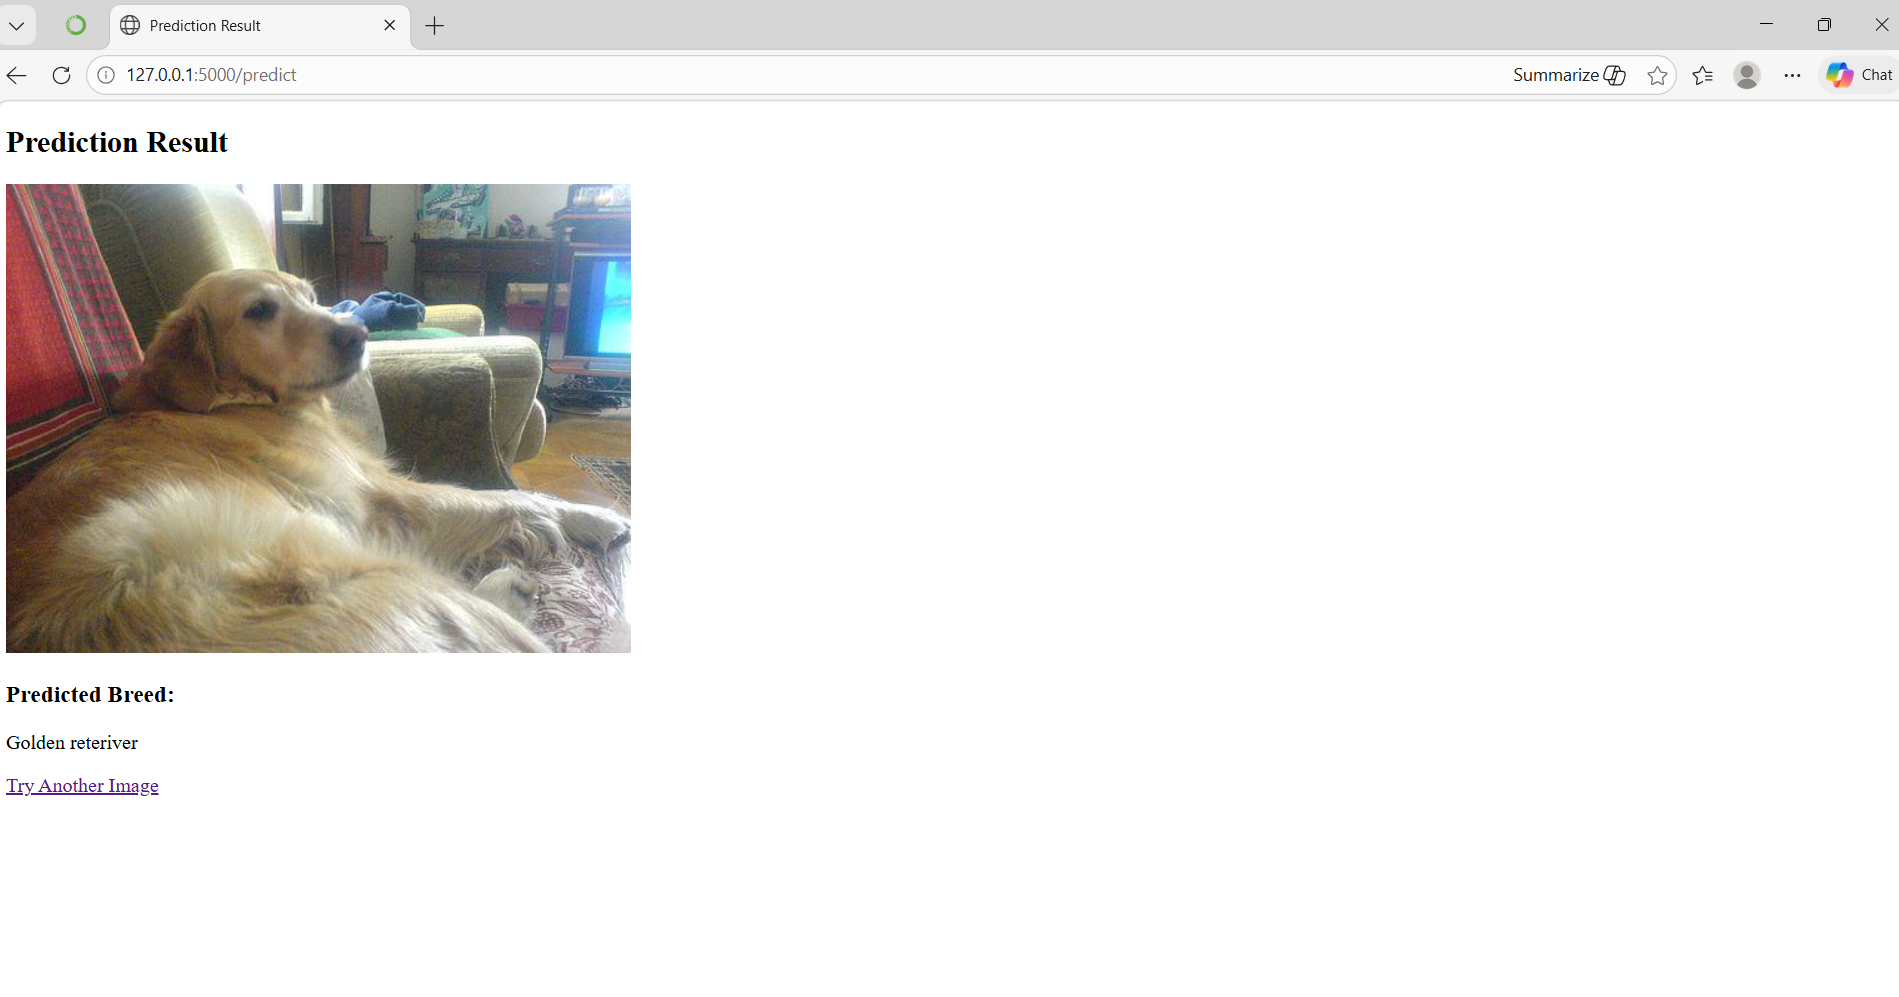 Prediction Result
127.0.0.1:5000/predict
Summarize
Chat
Prediction Result
Predicted Breed:
Golden reteriver
Try Another Image